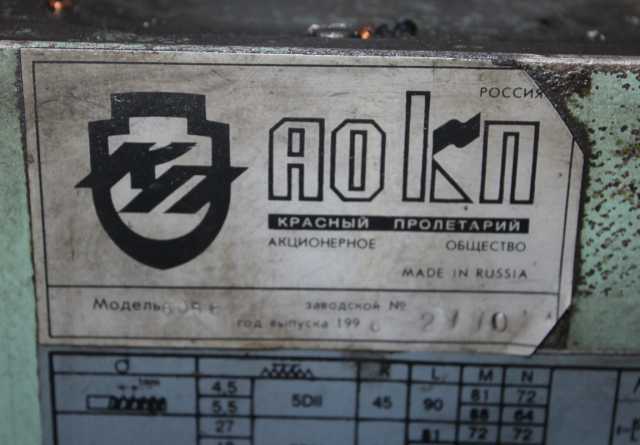 РОССИЯ
АО КП
КРАСНЫЙ ПРОЛЕТАРИЙ
АКЦИОНЕРНОЕ ОБЩЕСТВО
MADE IN RUSSIA
Модель заводской №
год выпуска 199
R L M N
4,5 5DII 45 90 81 72
5,5 88 64
27 81 72 72